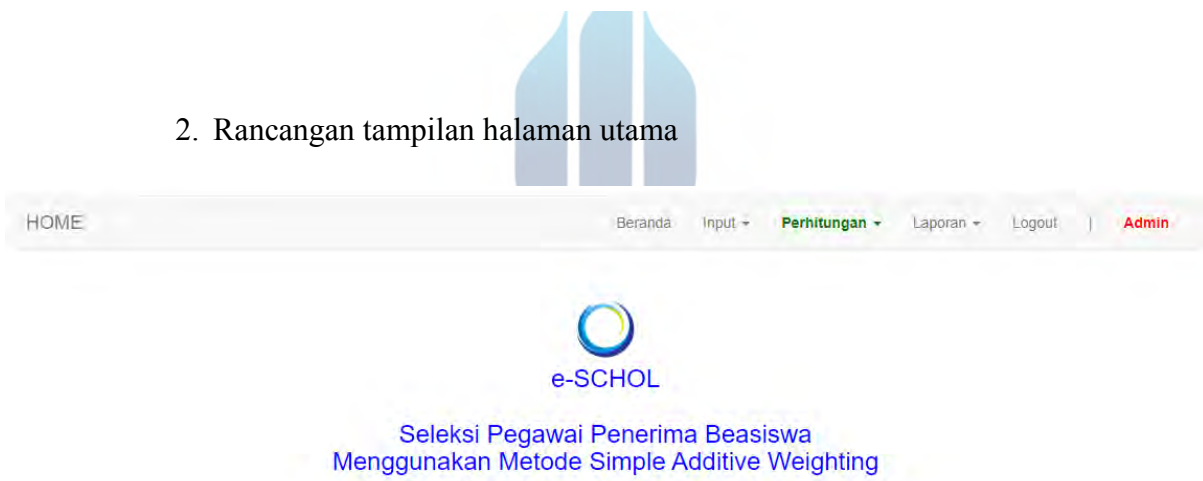 2. Rancangan tampilan halaman utama
HOME Beranda Input Perhitungan Laporan Logout | Admin
e-SCHOL
Seleksi Pegawai Penerima Beasiswa
Menggunakan Metode Simple Additive Weighting